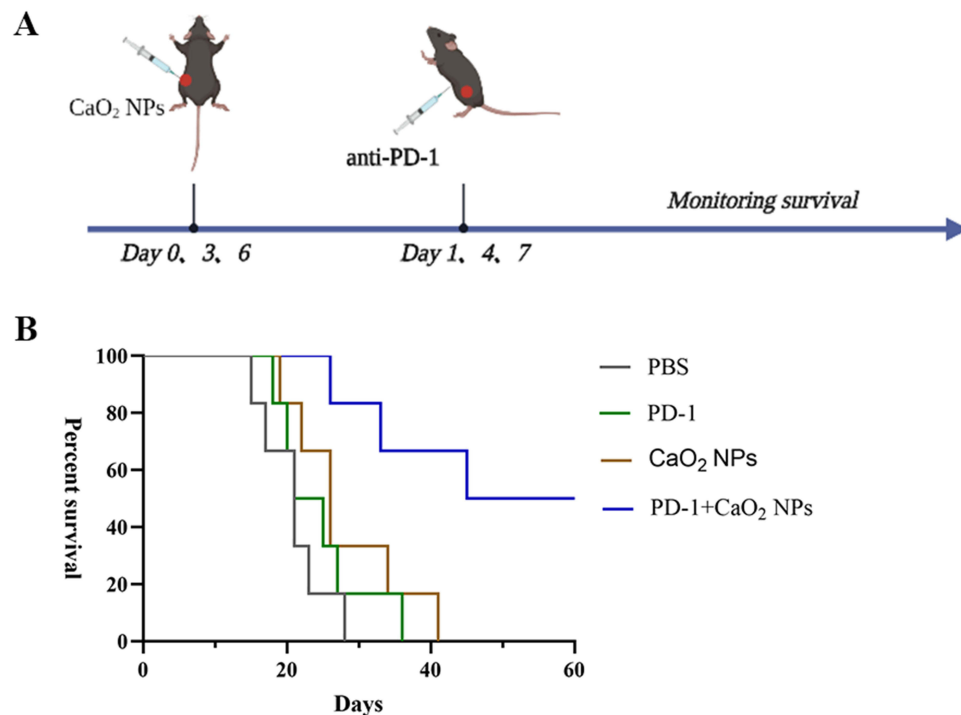 A
CaO₂ NPs
anti-PD-1
Monitoring survival
Day 0、3、6
Day 1、4、7
B
Percent survival
100
80
60
40
20
0
0
20
40
60
Days
PBS
PD-1
CaO₂ NPs
PD-1+CaO₂ NPs